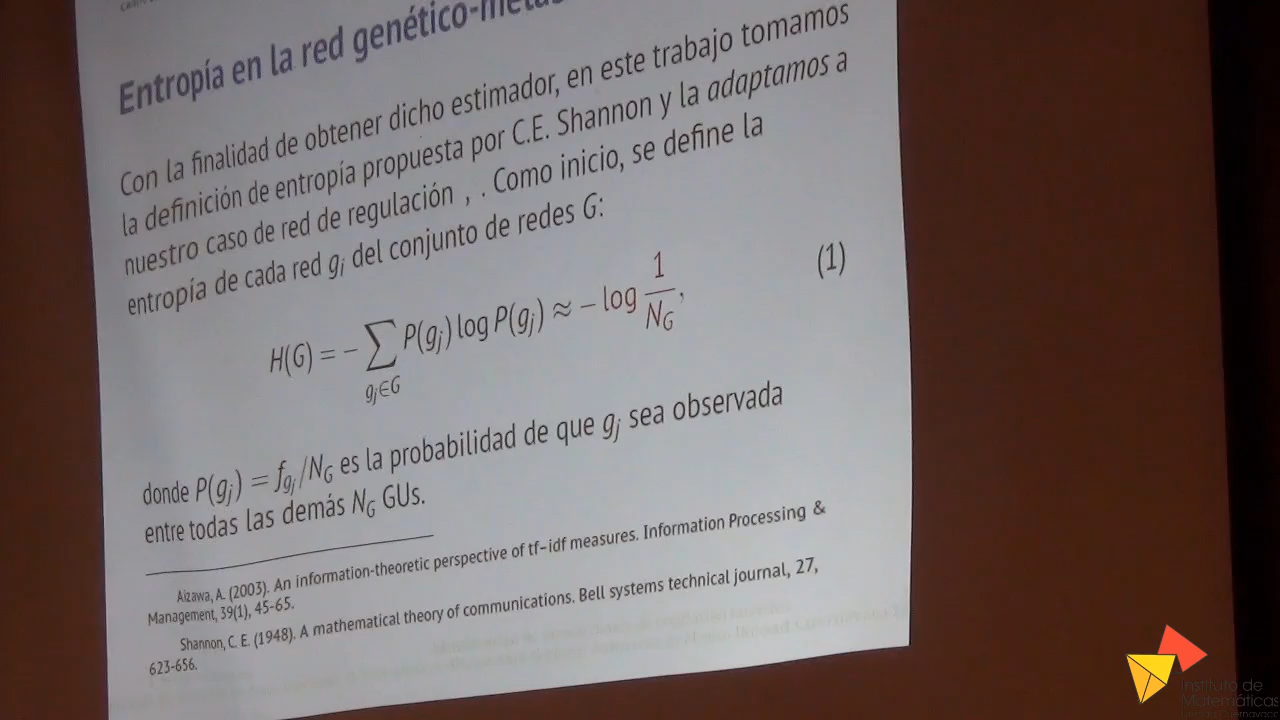 Entropía en la red genético-
Con la finalidad de obtener dicho estimador, en este trabajo tomamos
la definición de entropía propuesta por C.E. Shannon y la adaptamos a
nuestro caso de red de regulación , . Como inicio, se define la
entropía de cada red g_i del conjunto de redes G:
H(G) = − ∑_{g_j∈G} P(g_j) log P(g_j) ≈ − log 1/N_G, (1)
donde P(g_j) = f_{g_j}/N_G es la probabilidad de que g_j sea observada
entre todas las demás N_G GUs.
Aizawa, A. (2003). An information-theoretic perspective of tf–idf measures. Information Processing &
Management, 39(1), 45-65.
Shannon, C. E. (1948). A mathematical theory of communications. Bell systems technical journal, 27,
623-656.
Instituto de
Matemáticas